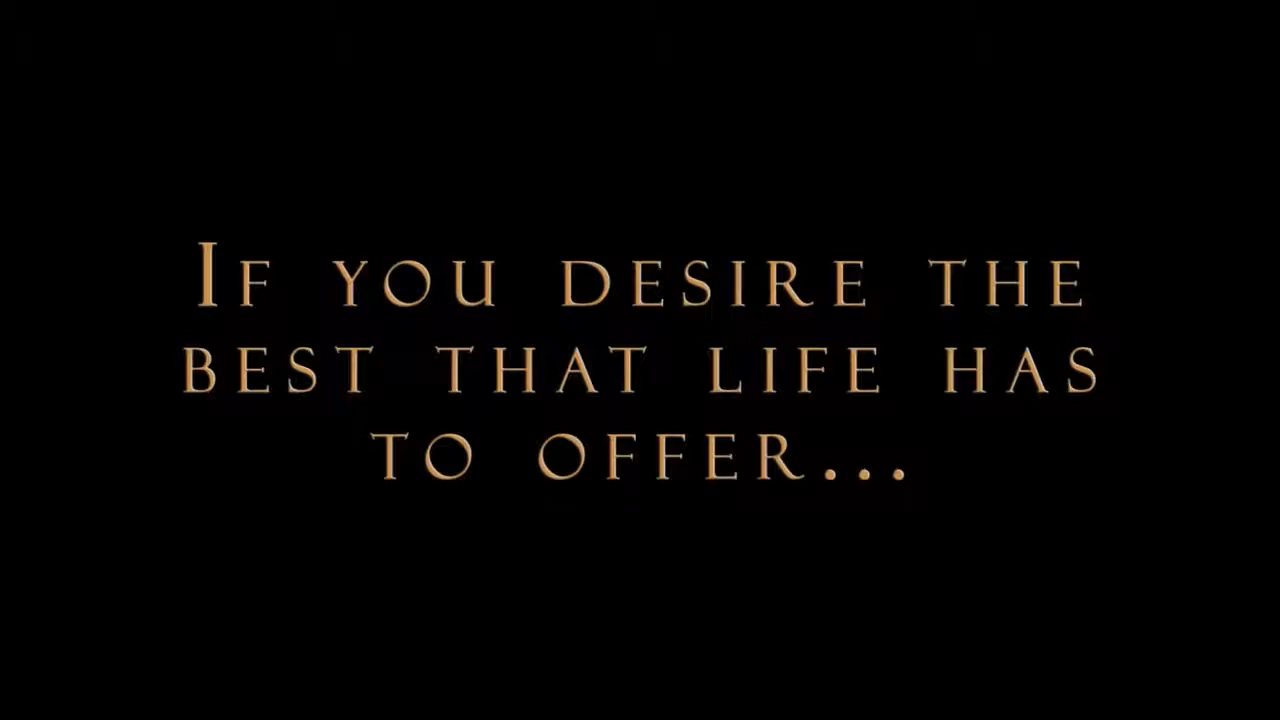 If you desire the
best that life has
to offer...